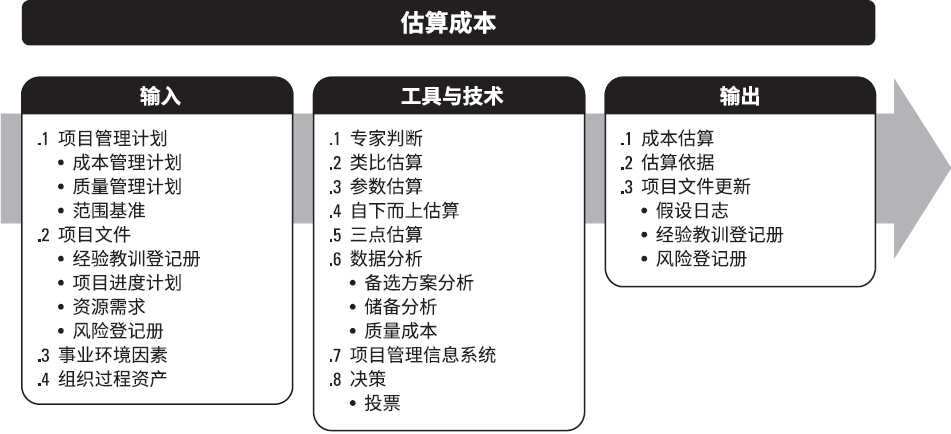 估算成本
输入
.1 项目管理计划
• 成本管理计划
• 质量管理计划
• 范围基准
.2 项目文件
• 经验教训登记册
• 项目进度计划
• 资源需求
• 风险登记册
.3 事业环境因素
.4 组织过程资产
工具与技术
.1 专家判断
.2 类比估算
.3 参数估算
.4 自下而上估算
.5 三点估算
.6 数据分析
• 备选方案分析
• 储备分析
• 质量成本
.7 项目管理信息系统
.8 决策
• 投票
输出
.1 成本估算
.2 估算依据
.3 项目文件更新
• 假设日志
• 经验教训登记册
• 风险登记册